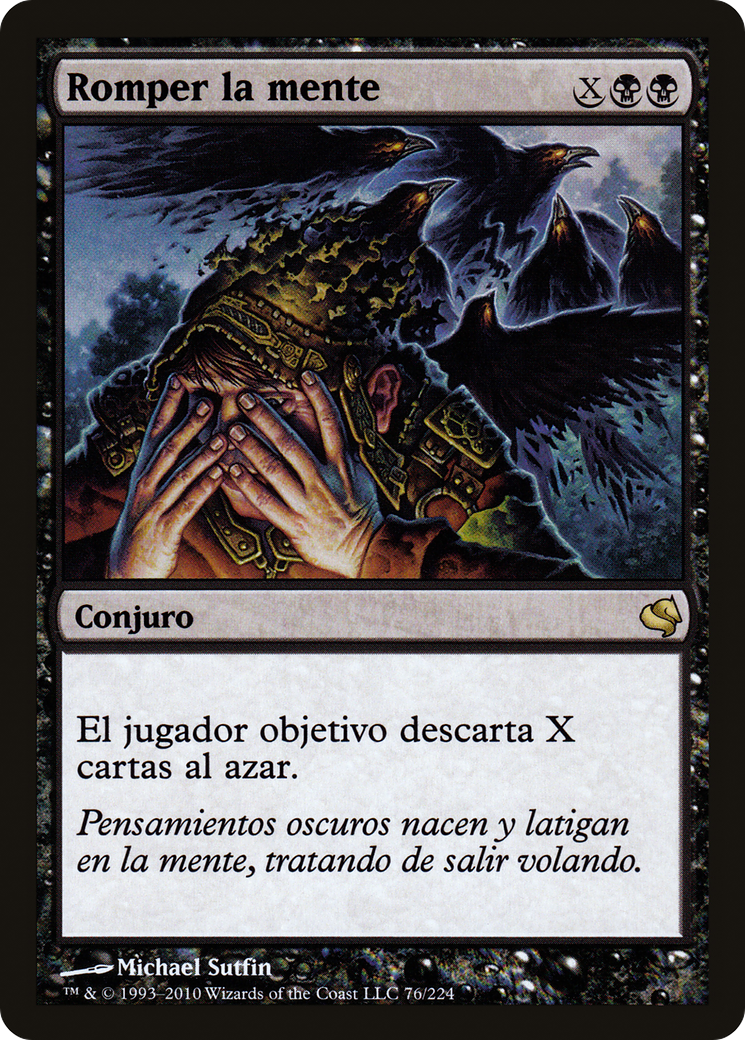 Romper la mente X
Conjuro
El jugador objetivo descarta X
cartas al azar.
Pensamientos oscuros nacen y latigan
en la mente, tratando de salir volando.
Michael Sutfin
™ & © 1993–2010 Wizards of the Coast LLC 76/224